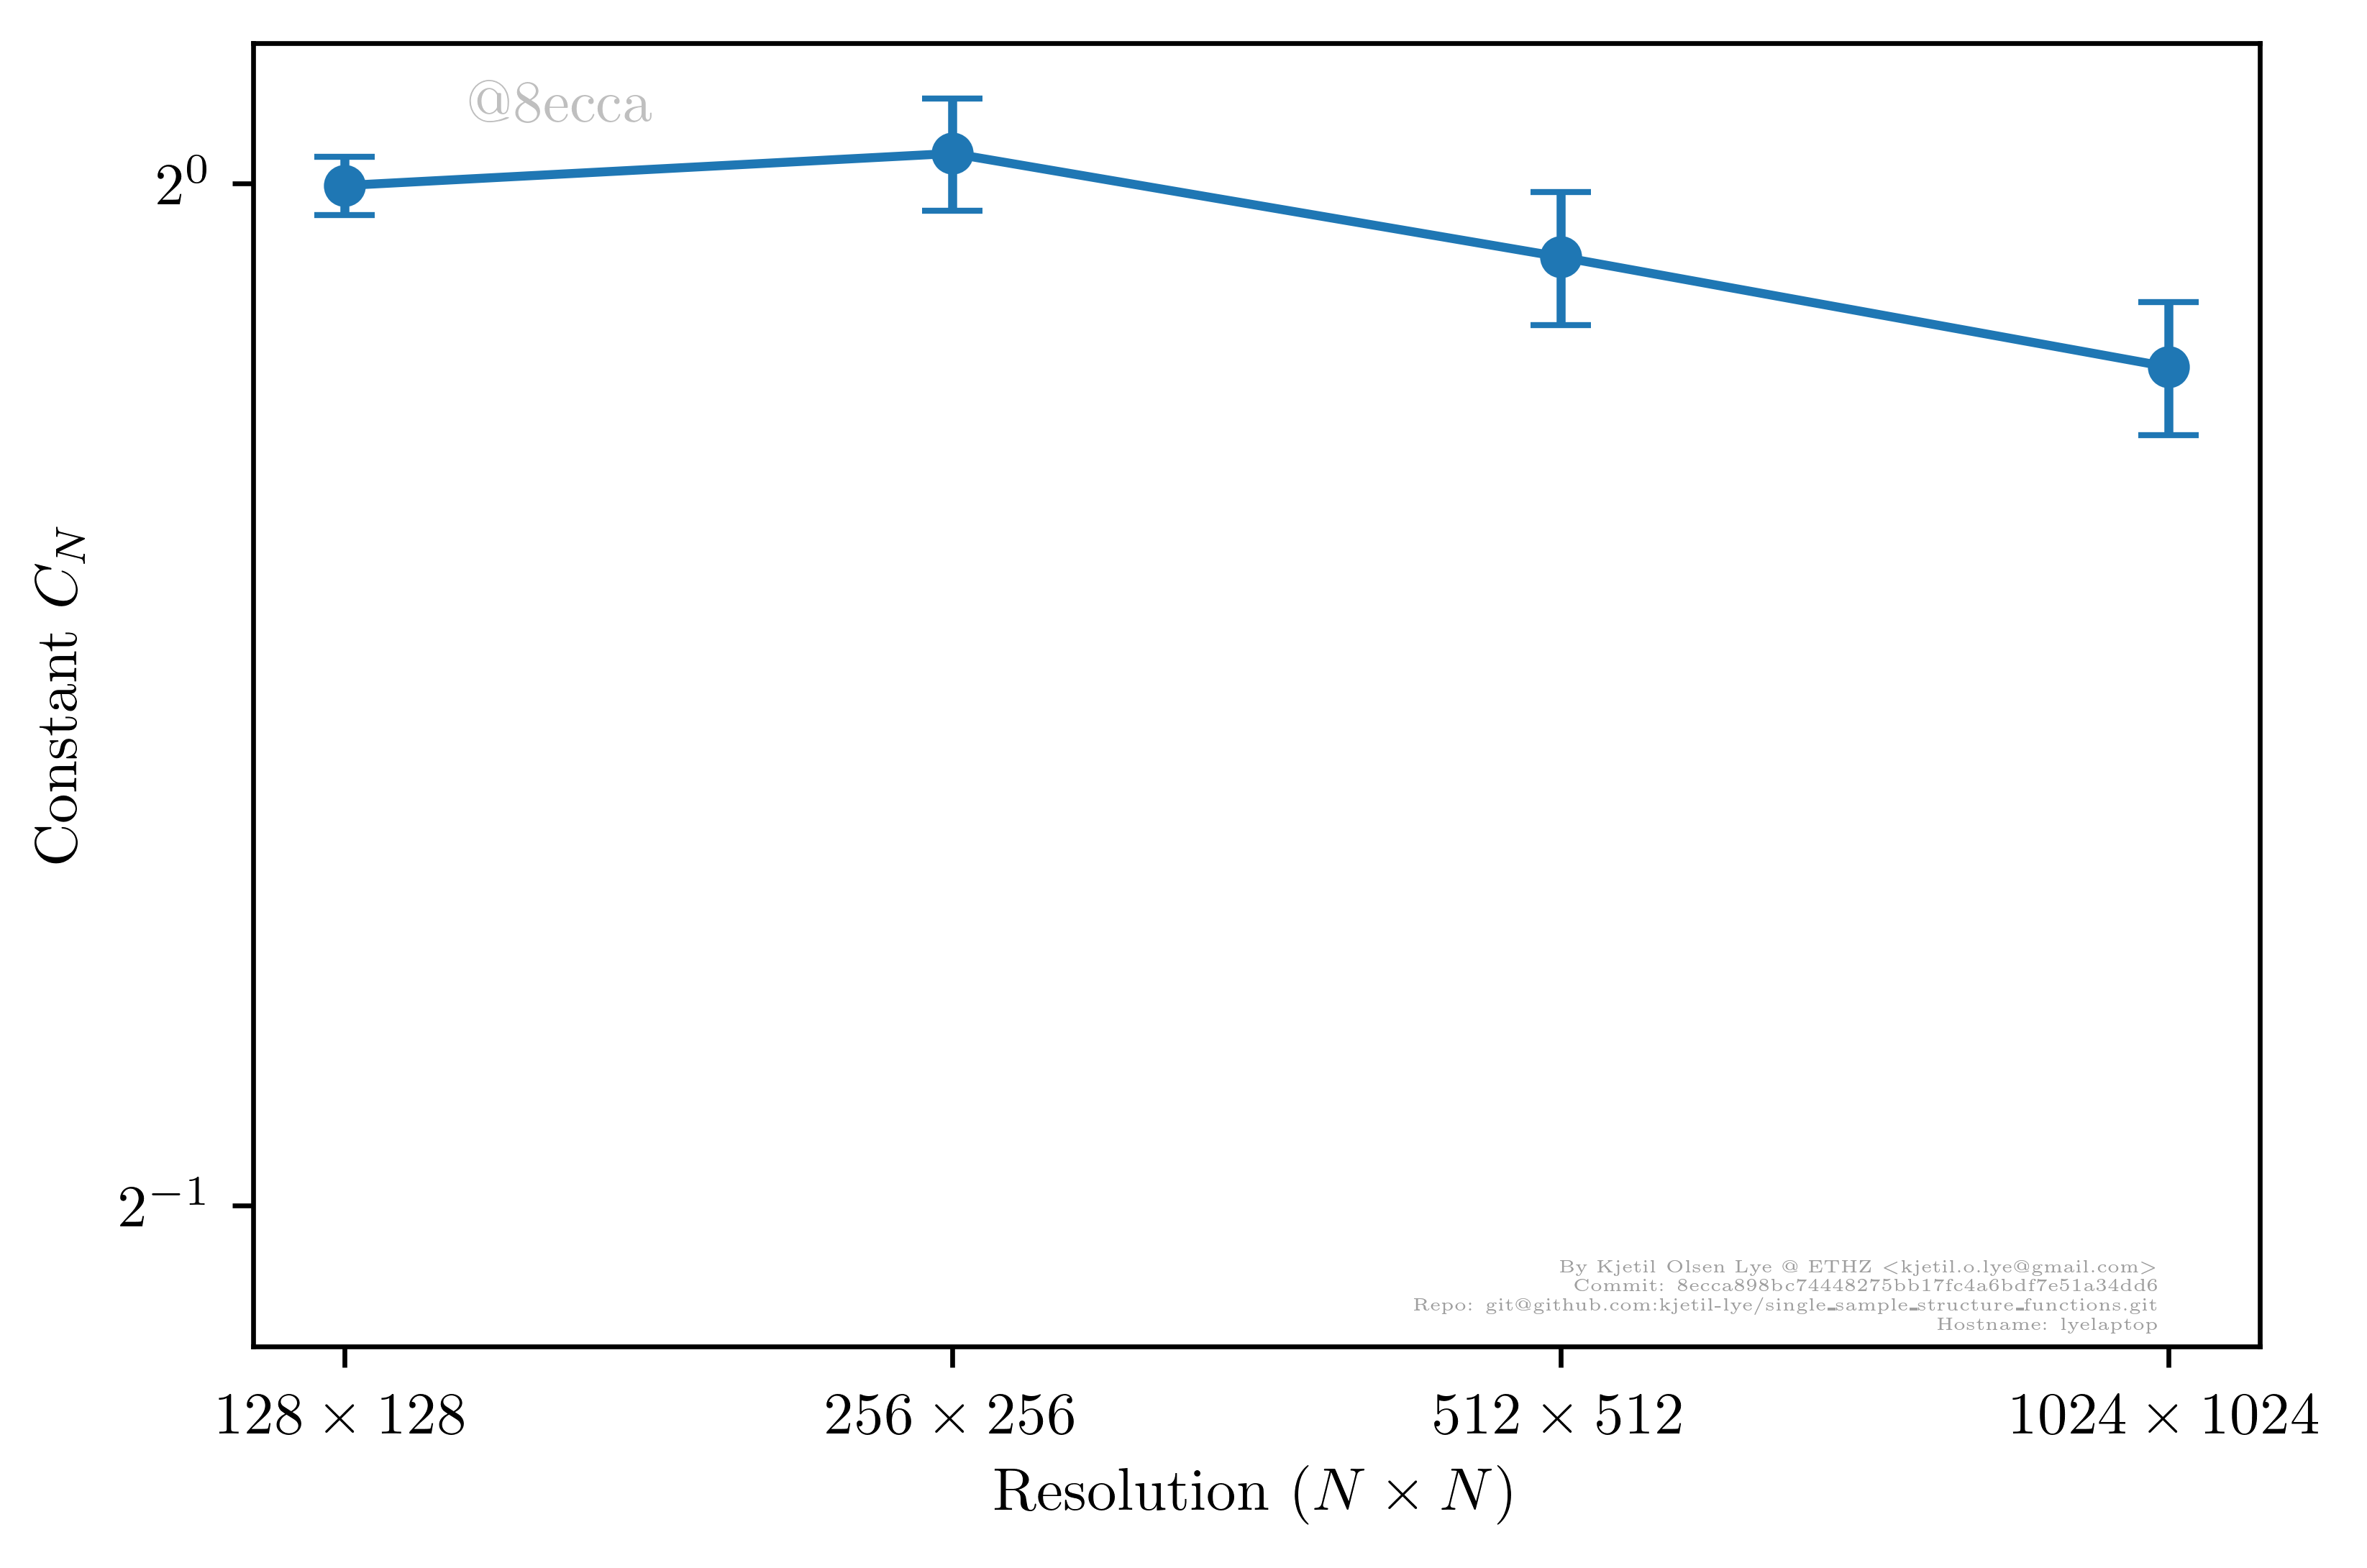 @8ecca
2⁰
Constant C_N
2⁻¹
By Kjetil Olsen Lye @ ETHZ <kjetil.o.lye@gmail.com>
Commit: 8ecca898bc74448275bb17fc4a6bdf7e51a34dd6
Repo: git@github.com:kjetil-lye/single_sample_structure_functions.git
Hostname: lyelaptop
128 × 128 256 × 256 512 × 512 1024 × 1024
Resolution (N × N)